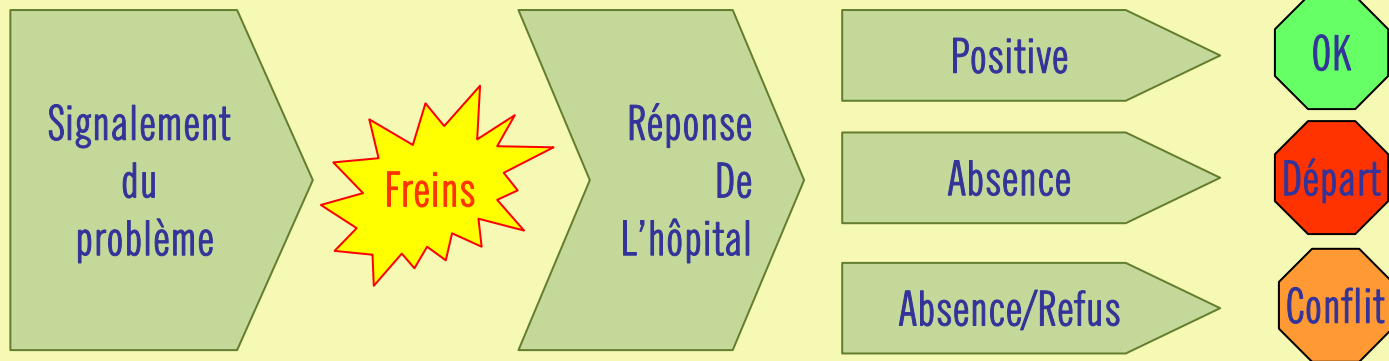 Signalement
du
problème
Freins
Réponse
De
L'hôpital
Positive
OK
Absence
Départ
Absence/Refus
Conflit